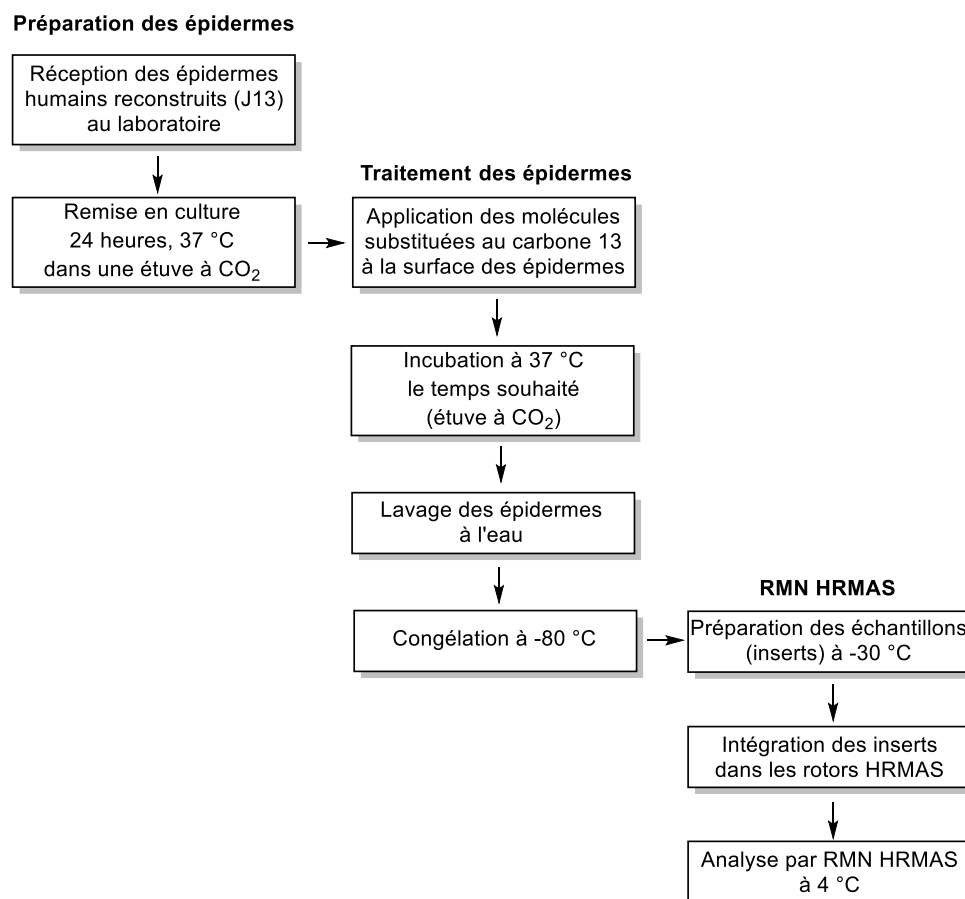 Préparation des épidermes
Réception des épidermes
humains reconstruits (J13)
au laboratoire
Remise en culture
24 heures, 37 °C
dans une étuve à CO2
Traitement des épidermes
Application des molécules
substituées au carbone 13
à la surface des épidermes
Incubation à 37 °C
le temps souhaité
(étuve à CO2)
Lavage des épidermes
à l'eau
Congélation à -80 °C
RMN HRMAS
Préparation des échantillons
(inserts) à -30 °C
Intégration des inserts
dans les rotors HRMAS
Analyse par RMN HRMAS
à 4 °C